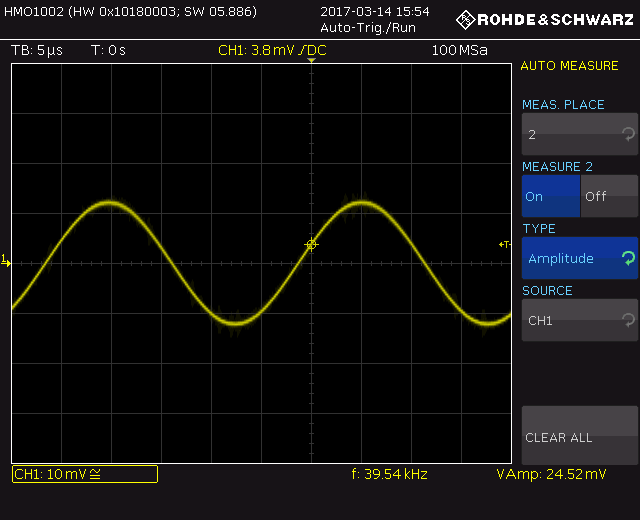 HMO1002 (HW 0x10180003; SW 05.886)
2017-03-14 15:54
Auto-Trig./Run
ROHDE&SCHWARZ
TB: 5µs T: 0s CH1: 3.8mV / DC 100MSa
AUTO MEASURE
MEAS. PLACE
2
MEASURE 2
On Off
TYPE
Amplitude
SOURCE
CH1
CLEAR ALL
1
T
CH1: 10mV≅ f: 39.54kHz VAmp: 24.52mV